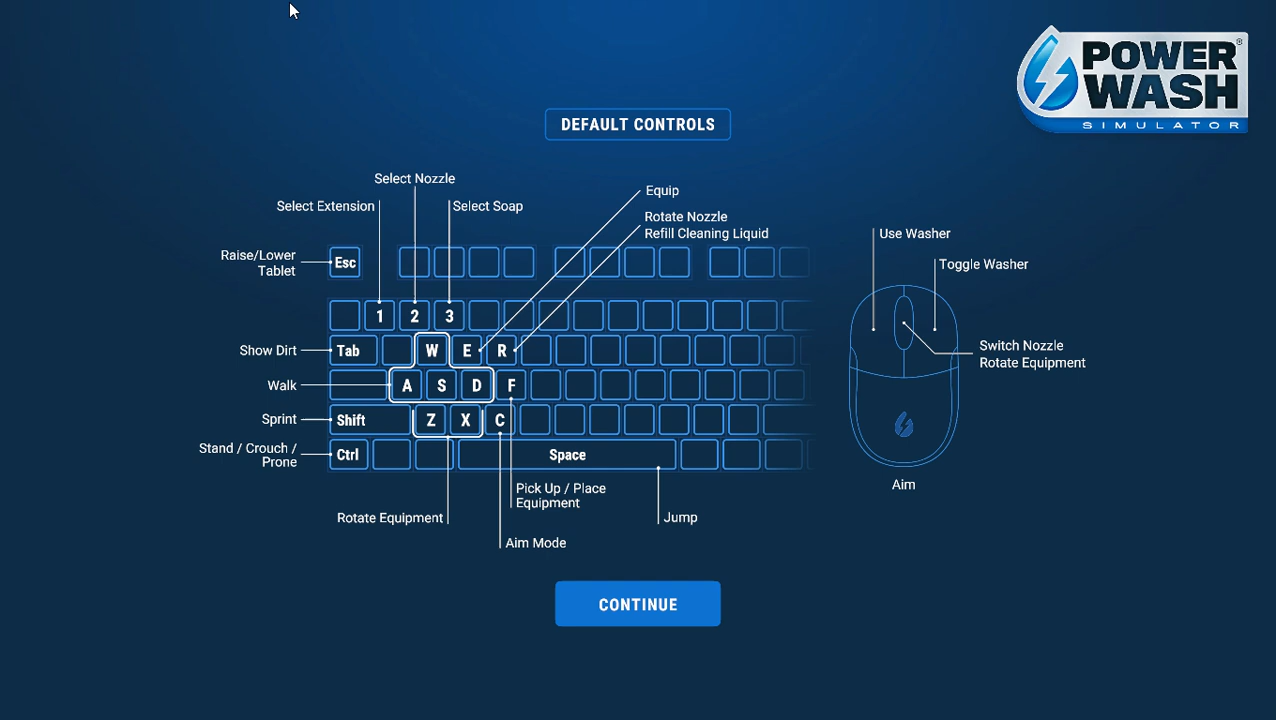 POWER
WASH
®
SIMULATOR
DEFAULT CONTROLS
Select Nozzle
Select Extension
Select Soap
Equip
Rotate Nozzle
Refill Cleaning Liquid
Raise/Lower
Tablet
Esc
1 2 3
Show Dirt
Tab W E R
Walk
A S D F
Sprint
Shift Z X C
Stand / Crouch /
Prone
Ctrl Space
Rotate Equipment
Pick Up / Place
Equipment
Aim Mode
Jump
Use Washer
Toggle Washer
Switch Nozzle
Rotate Equipment
Aim
CONTINUE